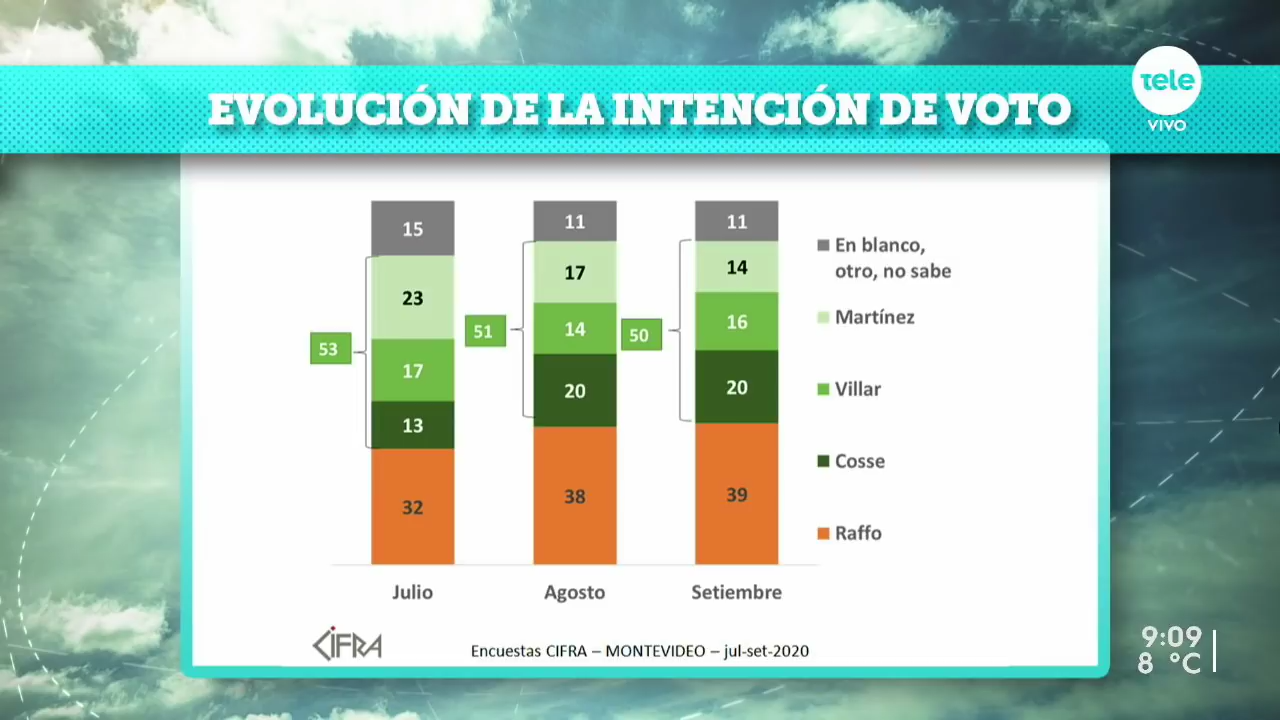 EVOLUCIÓN DE LA INTENCIÓN DE VOTO
tele
VIVO
15
11
11
23
17
14
53
51
50
17
14
16
13
20
20
32
38
39
En blanco,
otro, no sabe
Martínez
Villar
Cosse
Raffo
Julio Agosto Setiembre
CIFRA
Encuestas CIFRA – MONTEVIDEO – jul-set-2020
9:09
8 °C